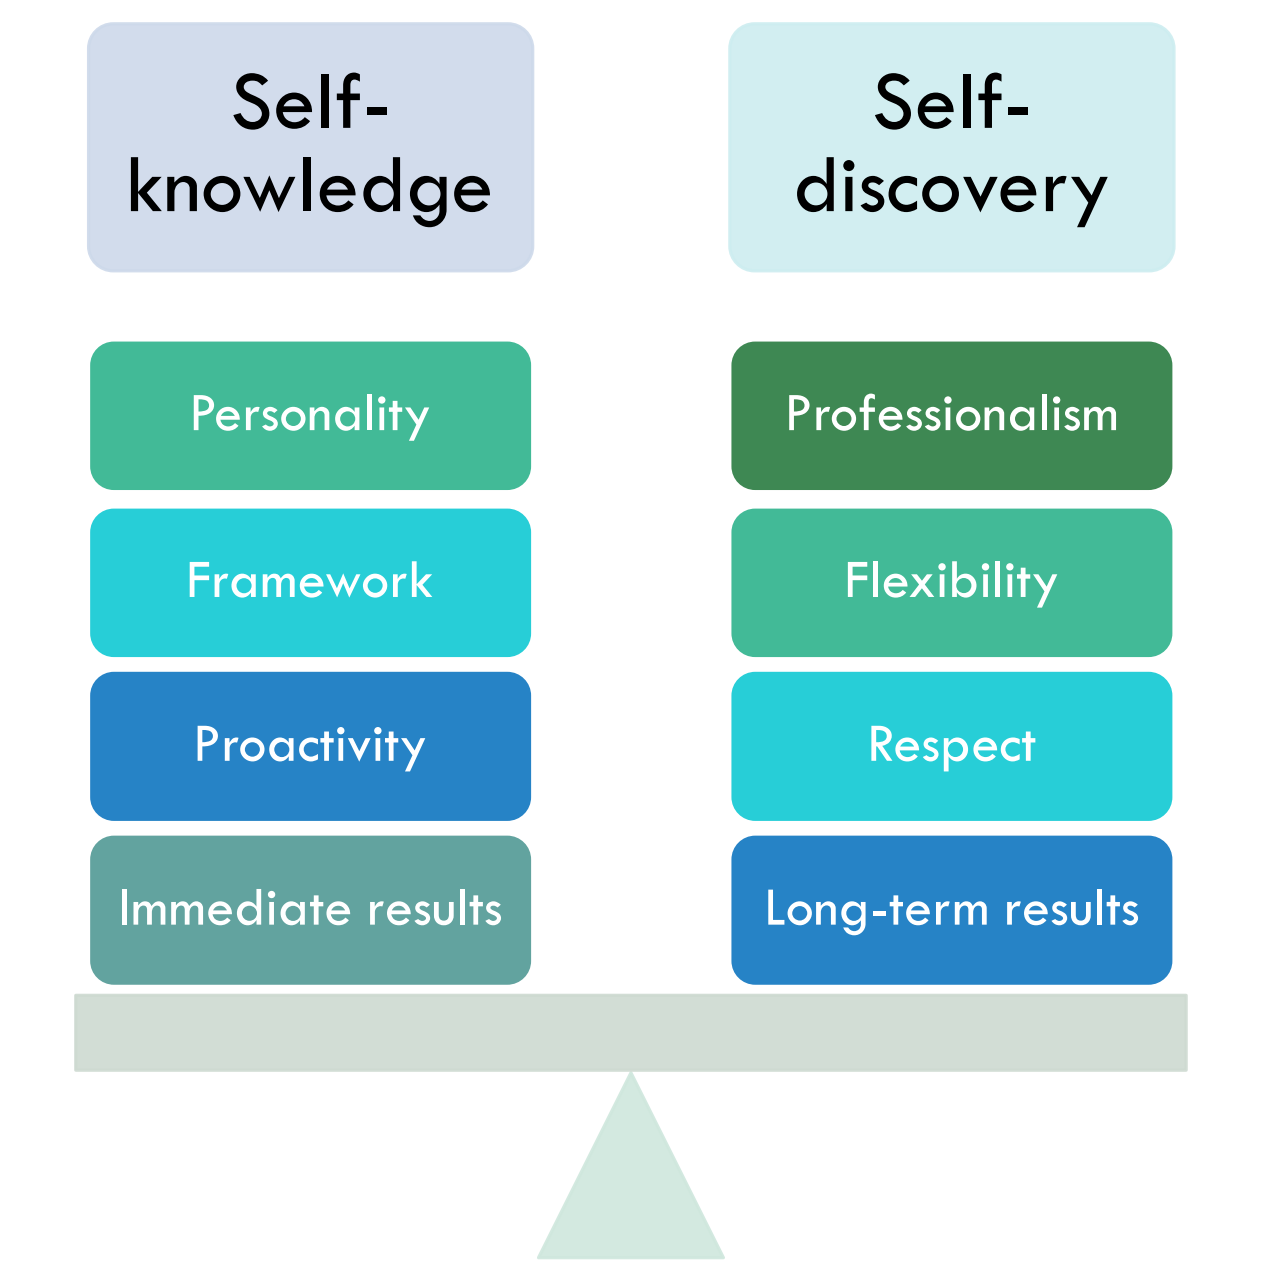 Self-
knowledge
Self-
discovery
Personality
Professionalism
Framework
Flexibility
Proactivity
Respect
Immediate results
Long-term results